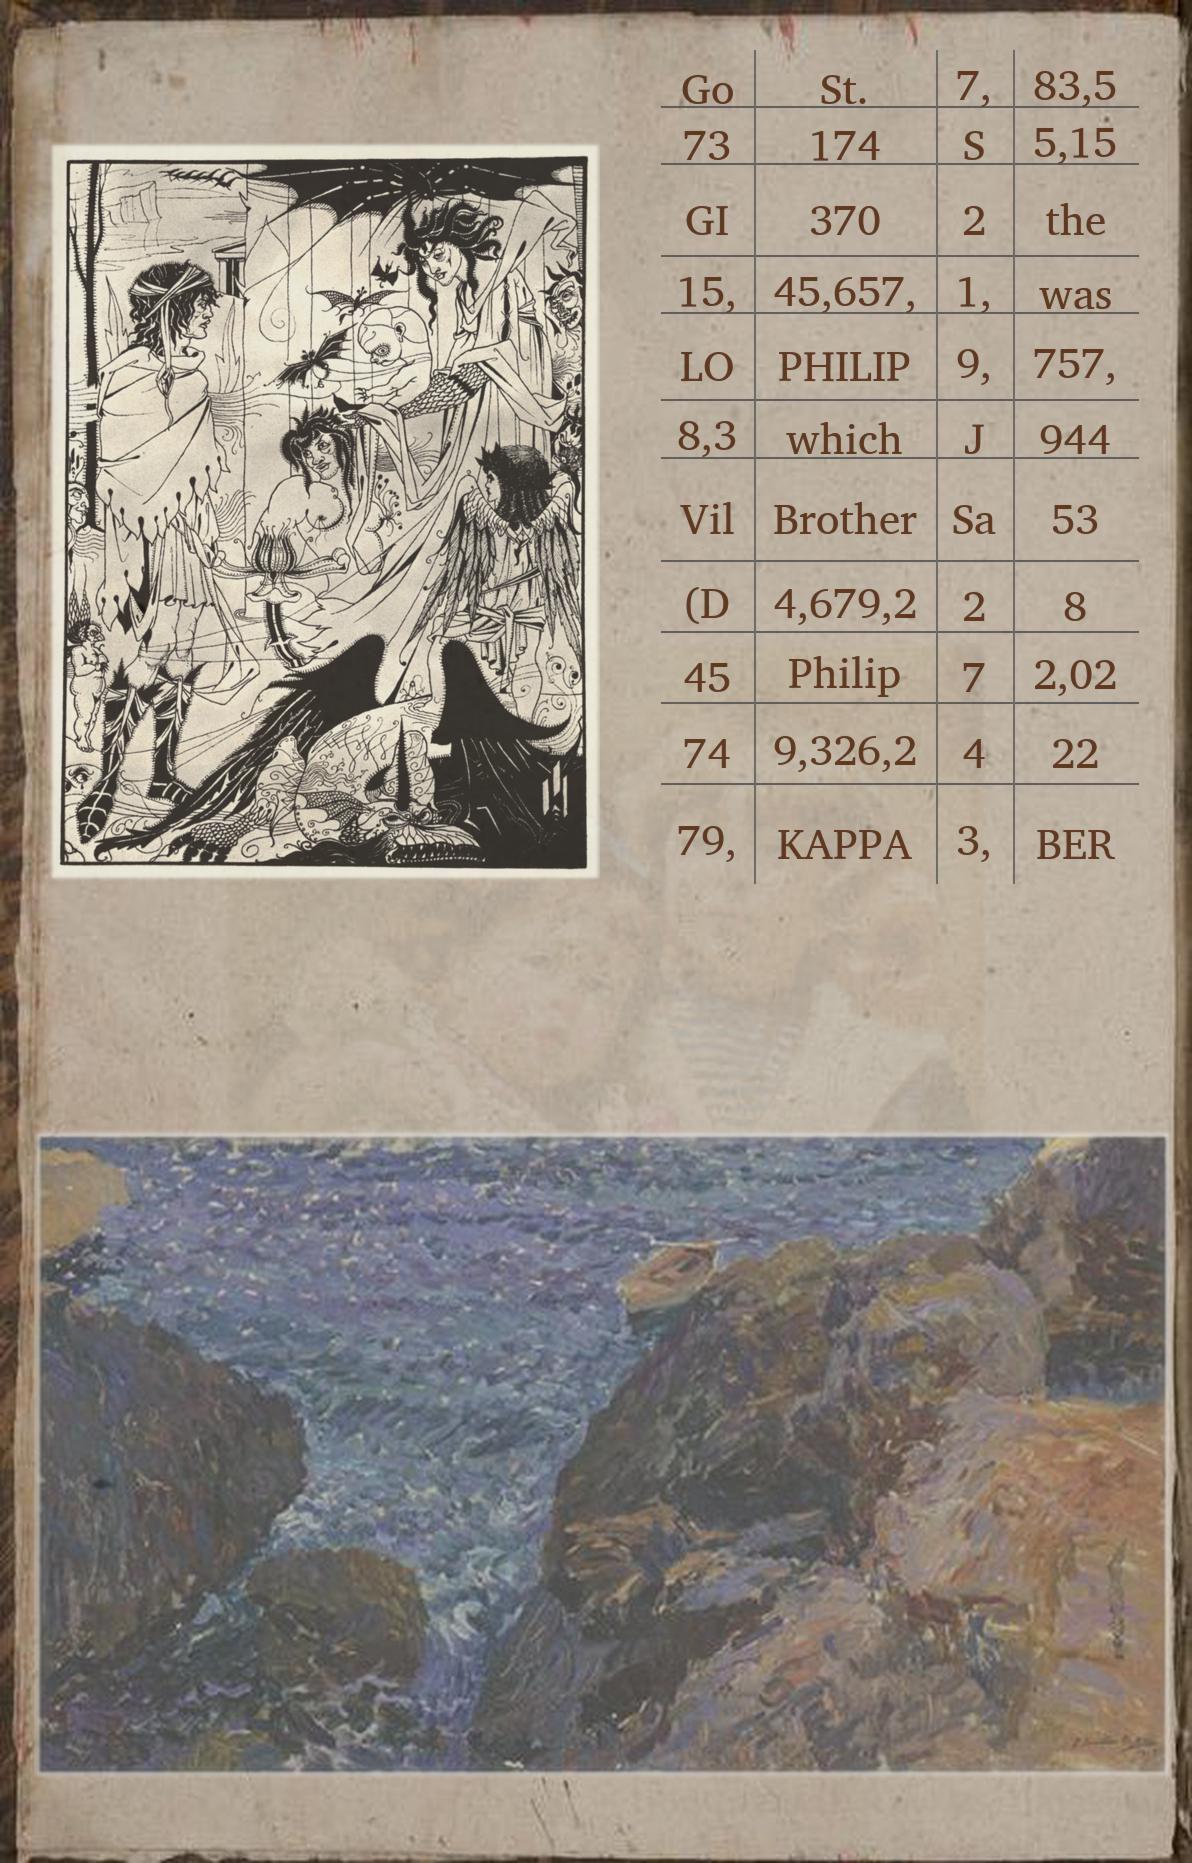 Go St. 7, 83,5
73 174 S 5,15
GI 370 2 the
15, 45,657, 1, was
LO PHILIP 9, 757,
8,3 which J 944
Vil Brother Sa 53
(D 4,679,2 2 8
45 Philip 7 2,02
74 9,326,2 4 22
79, KAPPA 3, BER